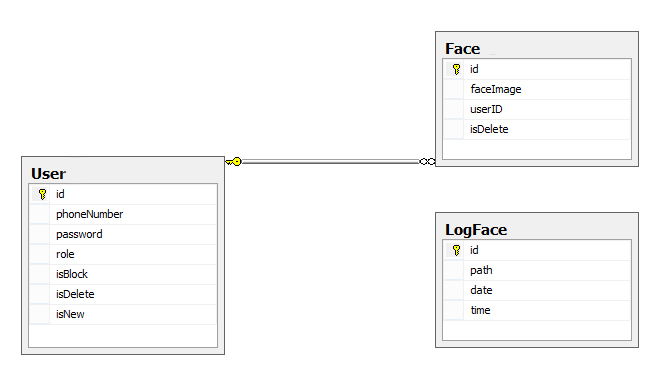 Face
id
faceImage
userID
isDelete
User
id
phoneNumber
password
role
isBlock
isDelete
isNew
LogFace
id
path
date
time